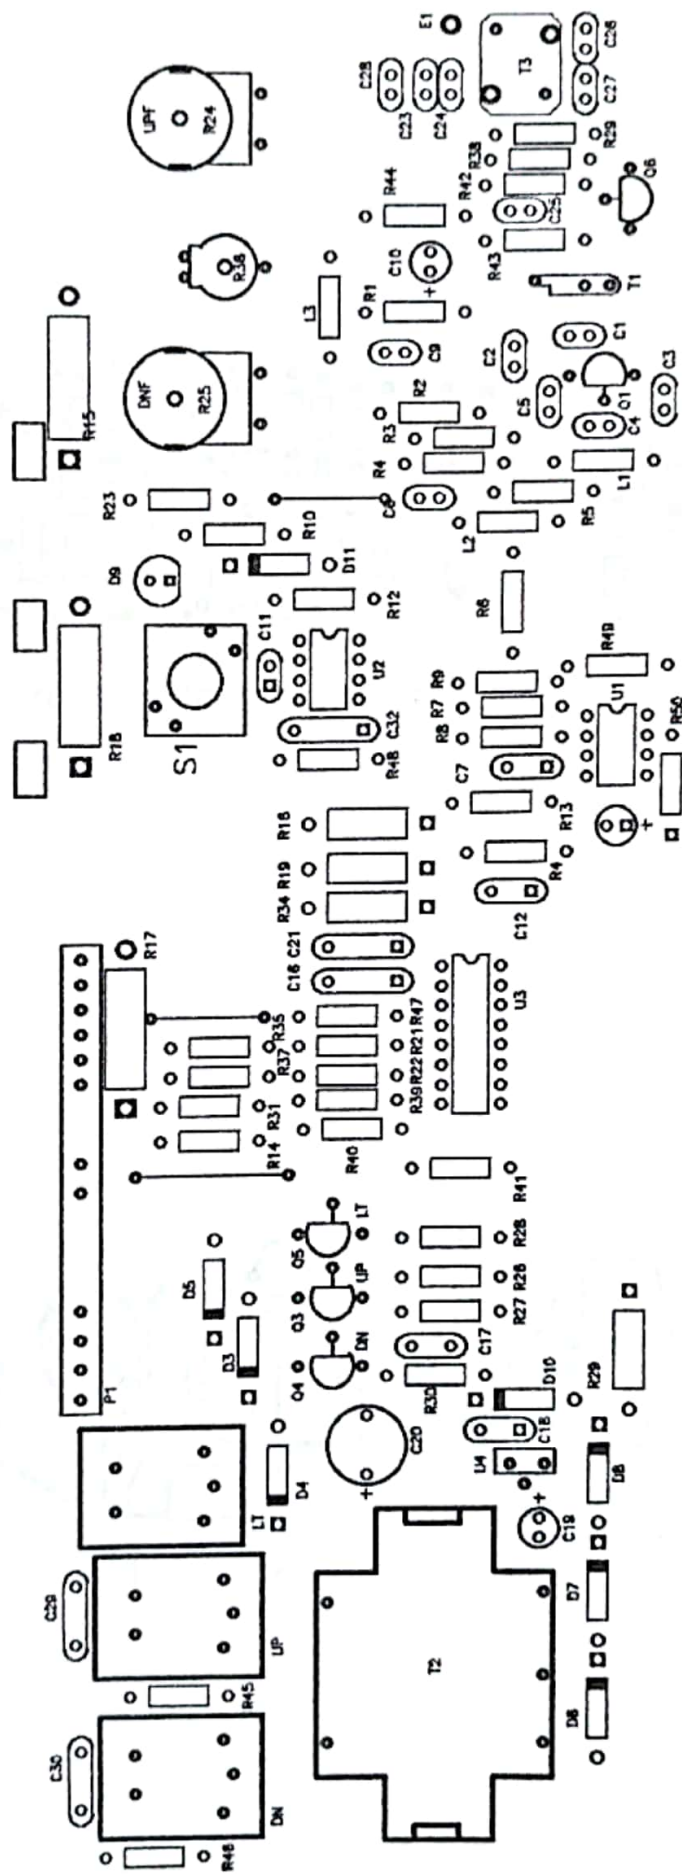 E1
C26
T3
C28
C23
C24
C27
UPF
R24
R38
R29
R44
R42
C25
Q6
R43
C10
+
R36
L3
R1
T1
C9
C2
C1
C3
DNF
R25
R15
R2
C5
Q1
C4
R3
R4
L1
R23
C6
R5
R10
L2
D9
D11
R12
R6
C11
U2
R49
R9
U1
R7
R8
R50
R18
S1
C32
R48
C7
R13
+
R16
R4
R19
R34
C12
C21
C16
R17
U3
R35
R47
R37
R21
R22
R31
R39
R14
R40
R41
LT
Q5
R28
D5
UP
Q3
R26
R27
D3
DN
Q4
C17
P1
R30
D10
R29
C20
+
C18
U4
D4
LT
D8
+
C19
C29
UP
D7
T2
R45
D6
C30
DN
R46